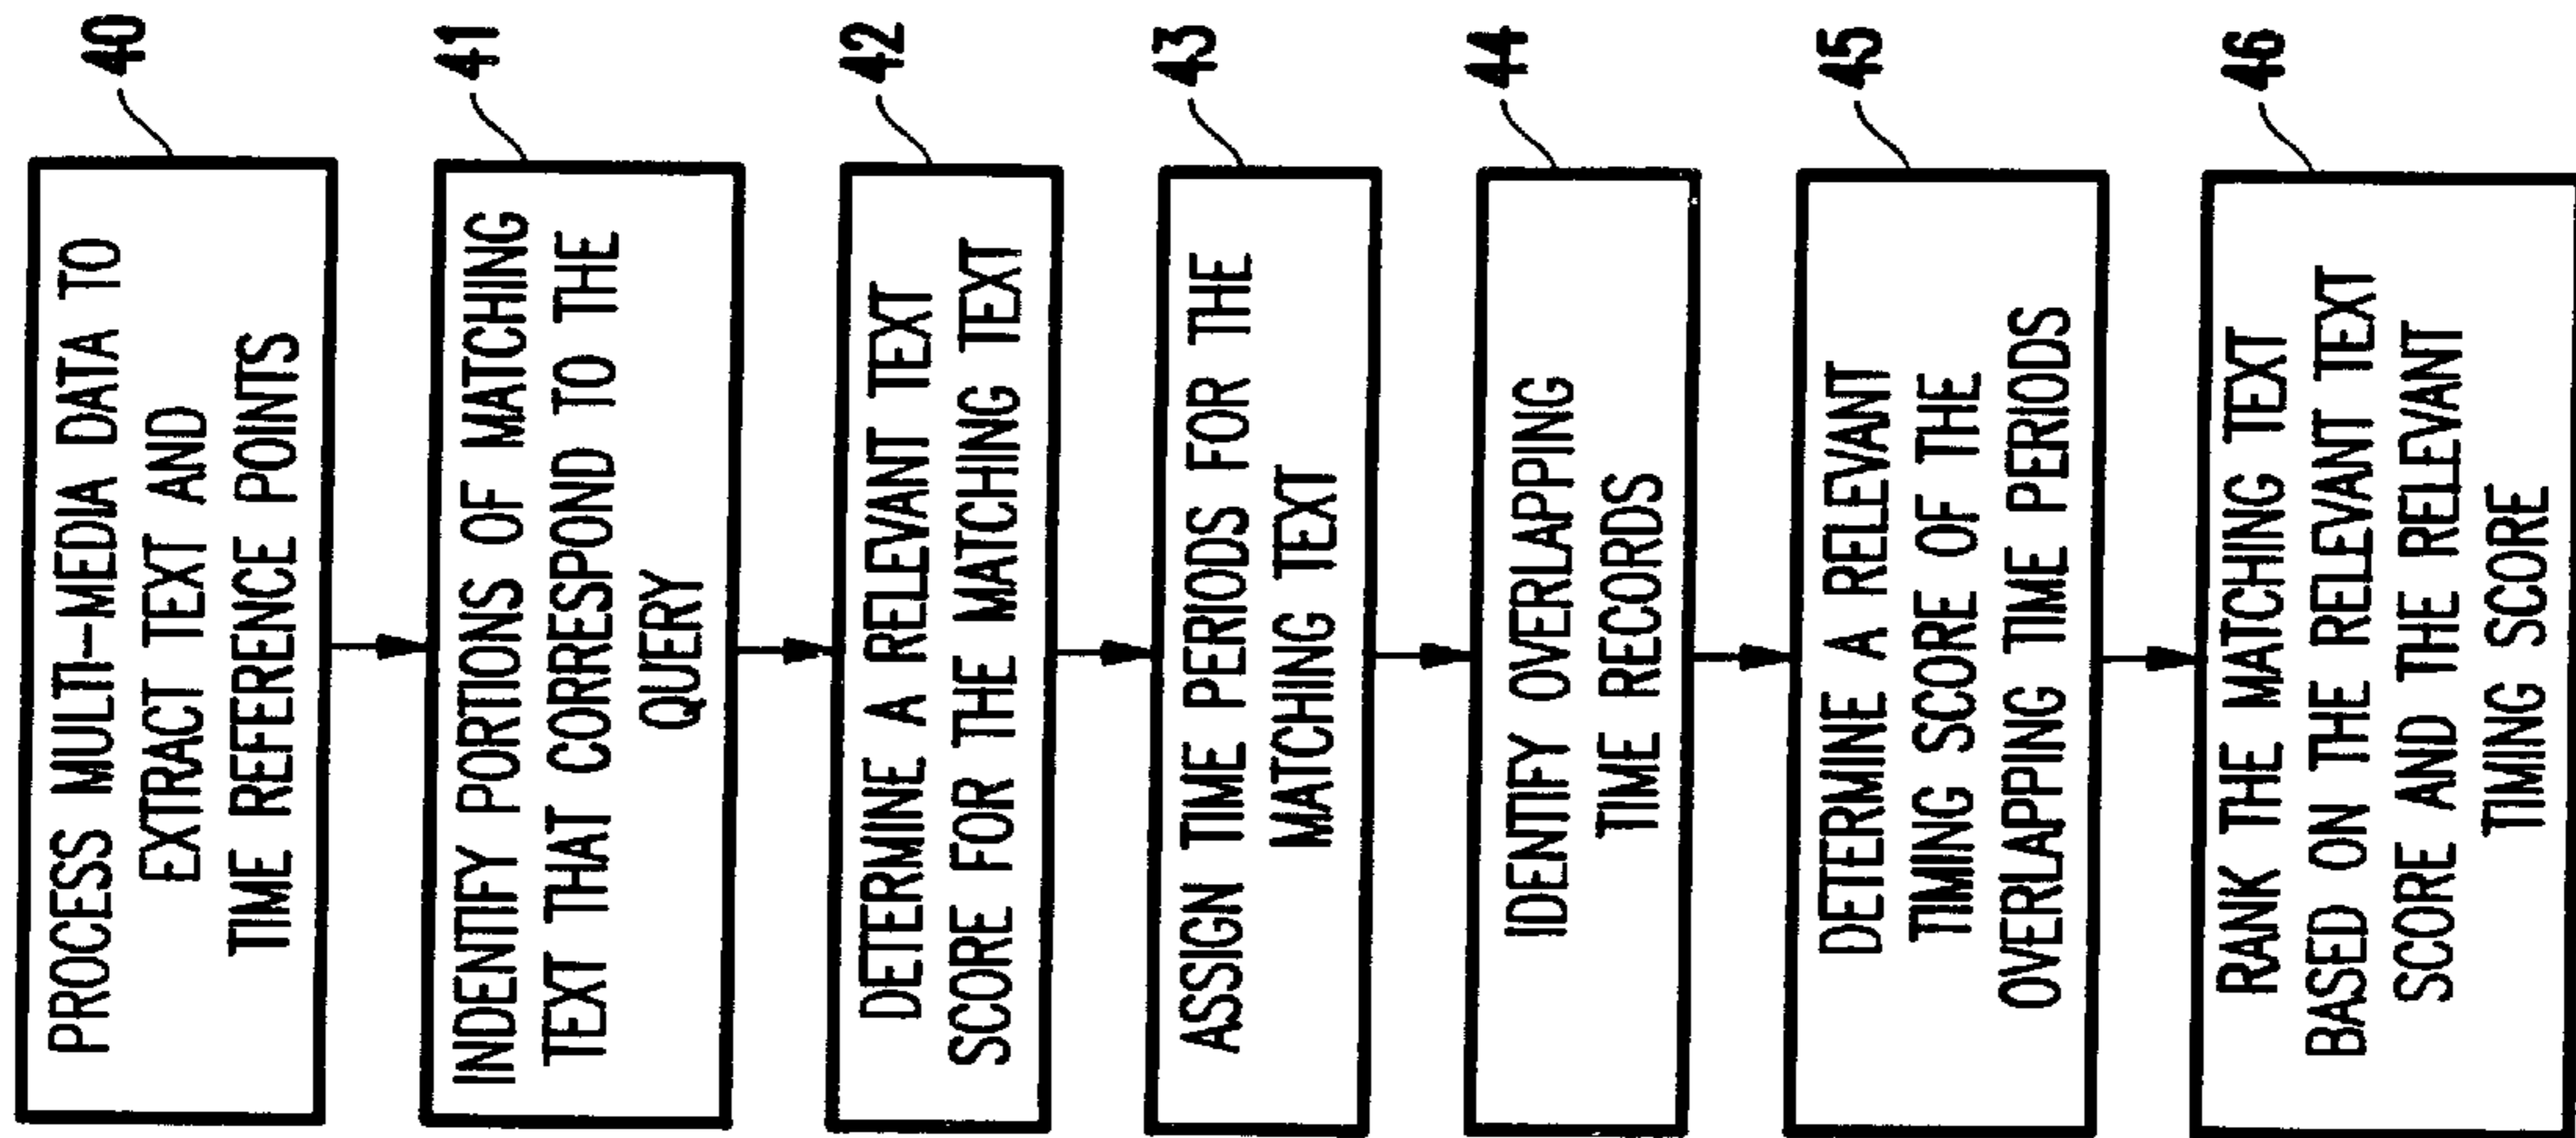 40
PROCESS MULTI-MEDIA DATA TO
EXTRACT TEXT AND
TIME REFERENCE POINTS
41
INDENTIFY PORTIONS OF MATCHING
TEXT THAT CORRESPOND TO THE
QUERY
42
DETERMINE A RELEVANT TEXT
SCORE FOR THE MATCHING TEXT
43
ASSIGN TIME PERIODS FOR THE
MATCHING TEXT
44
IDENTIFY OVERLAPPING
TIME RECORDS
45
DETERMINE A RELEVANT
TIMING SCORE OF THE
OVERLAPPING TIME PERIODS
46
RANK THE MATCHING TEXT
BASED ON THE RELEVANT TEXT
SCORE AND THE RELEVANT
TIMING SCORE